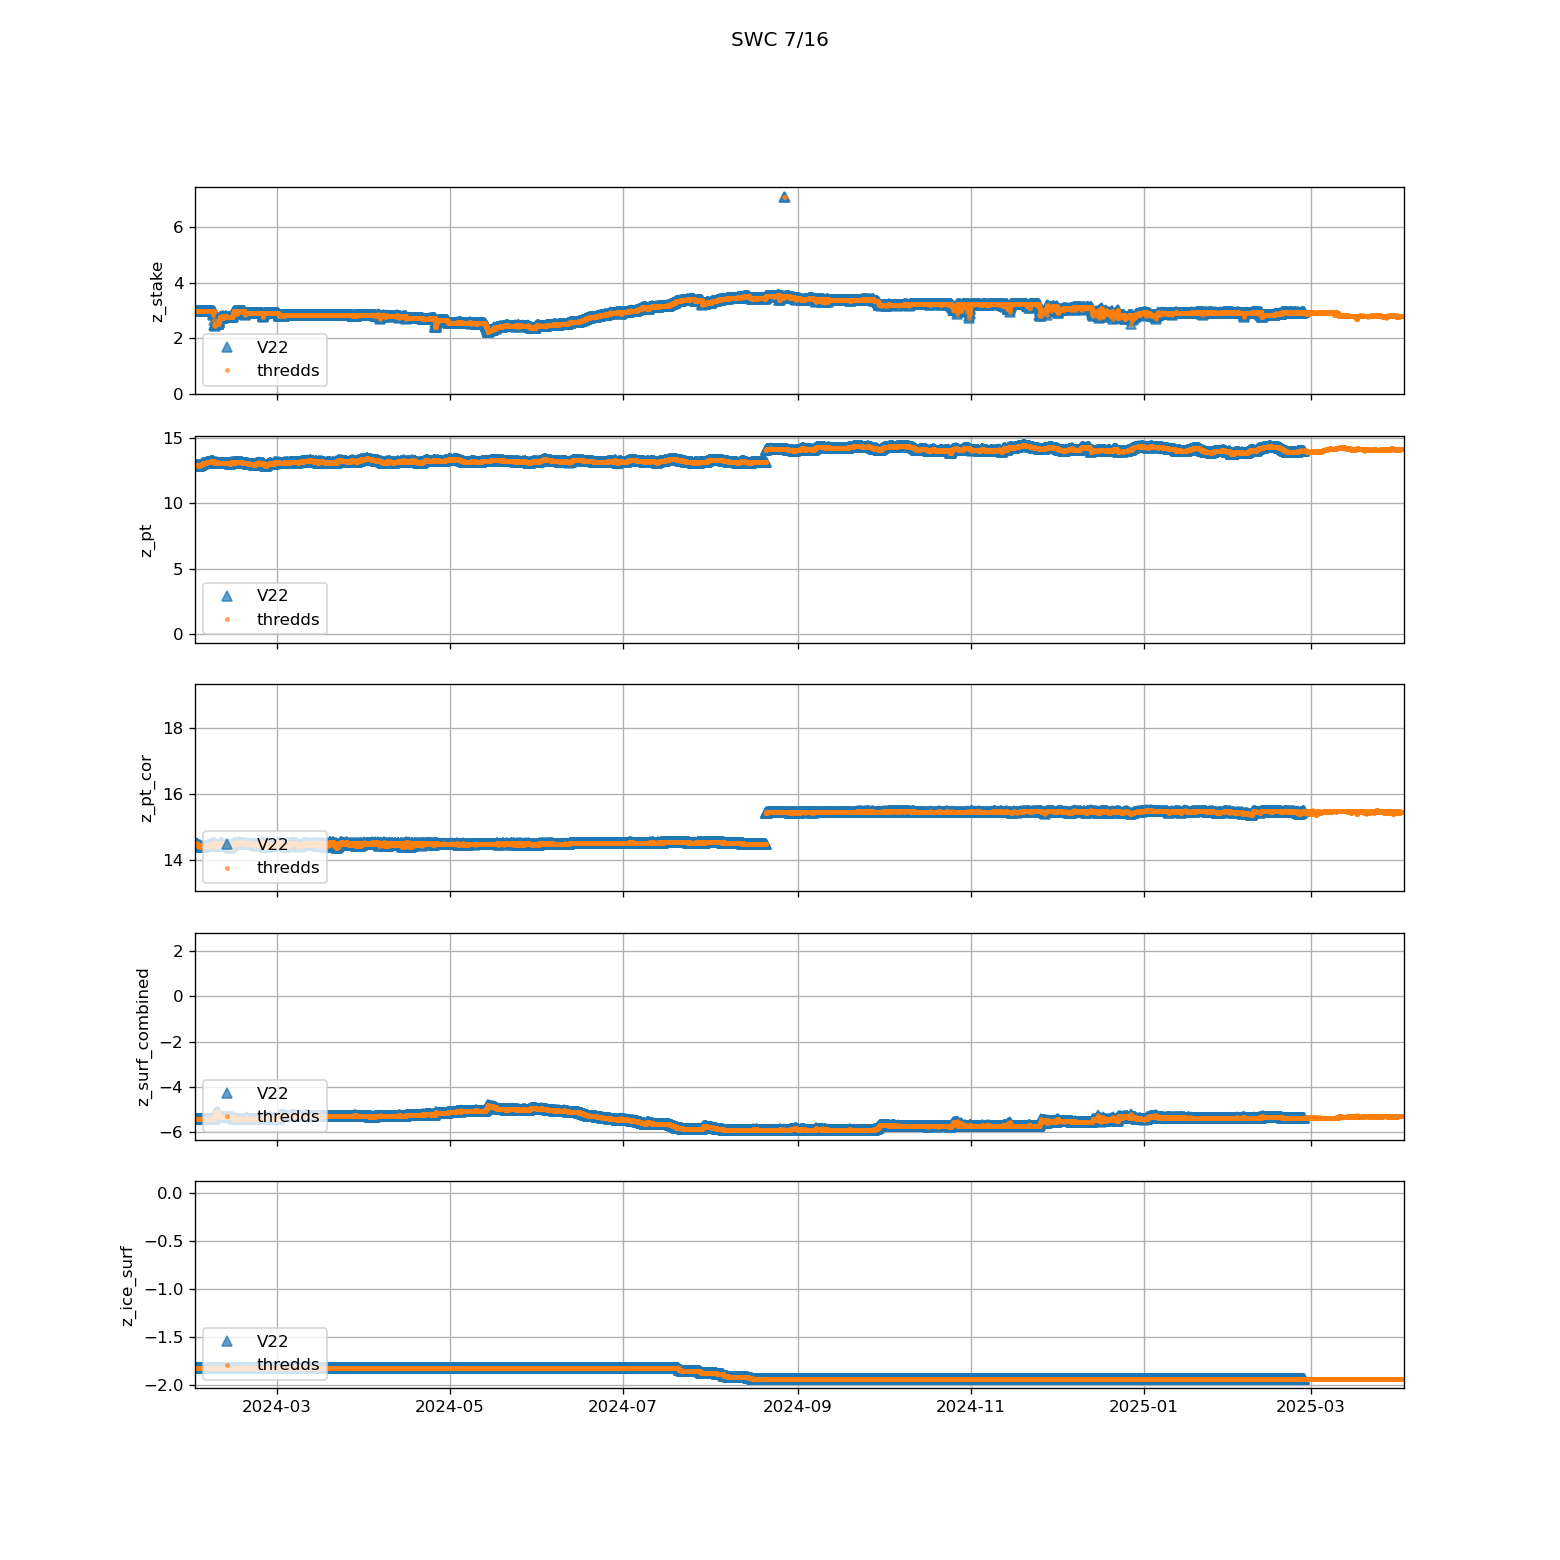 SWC 7/16
6
4
2
0
z_stake
V22
thredds
15
10
5
0
z_pt
V22
thredds
18
16
14
z_pt_cor
V22
thredds
2
0
−2
−4
−6
z_surf_combined
V22
thredds
0.0
−0.5
−1.0
−1.5
−2.0
z_ice_surf
V22
thredds
2024-03 2024-05 2024-07 2024-09 2024-11 2025-01 2025-03